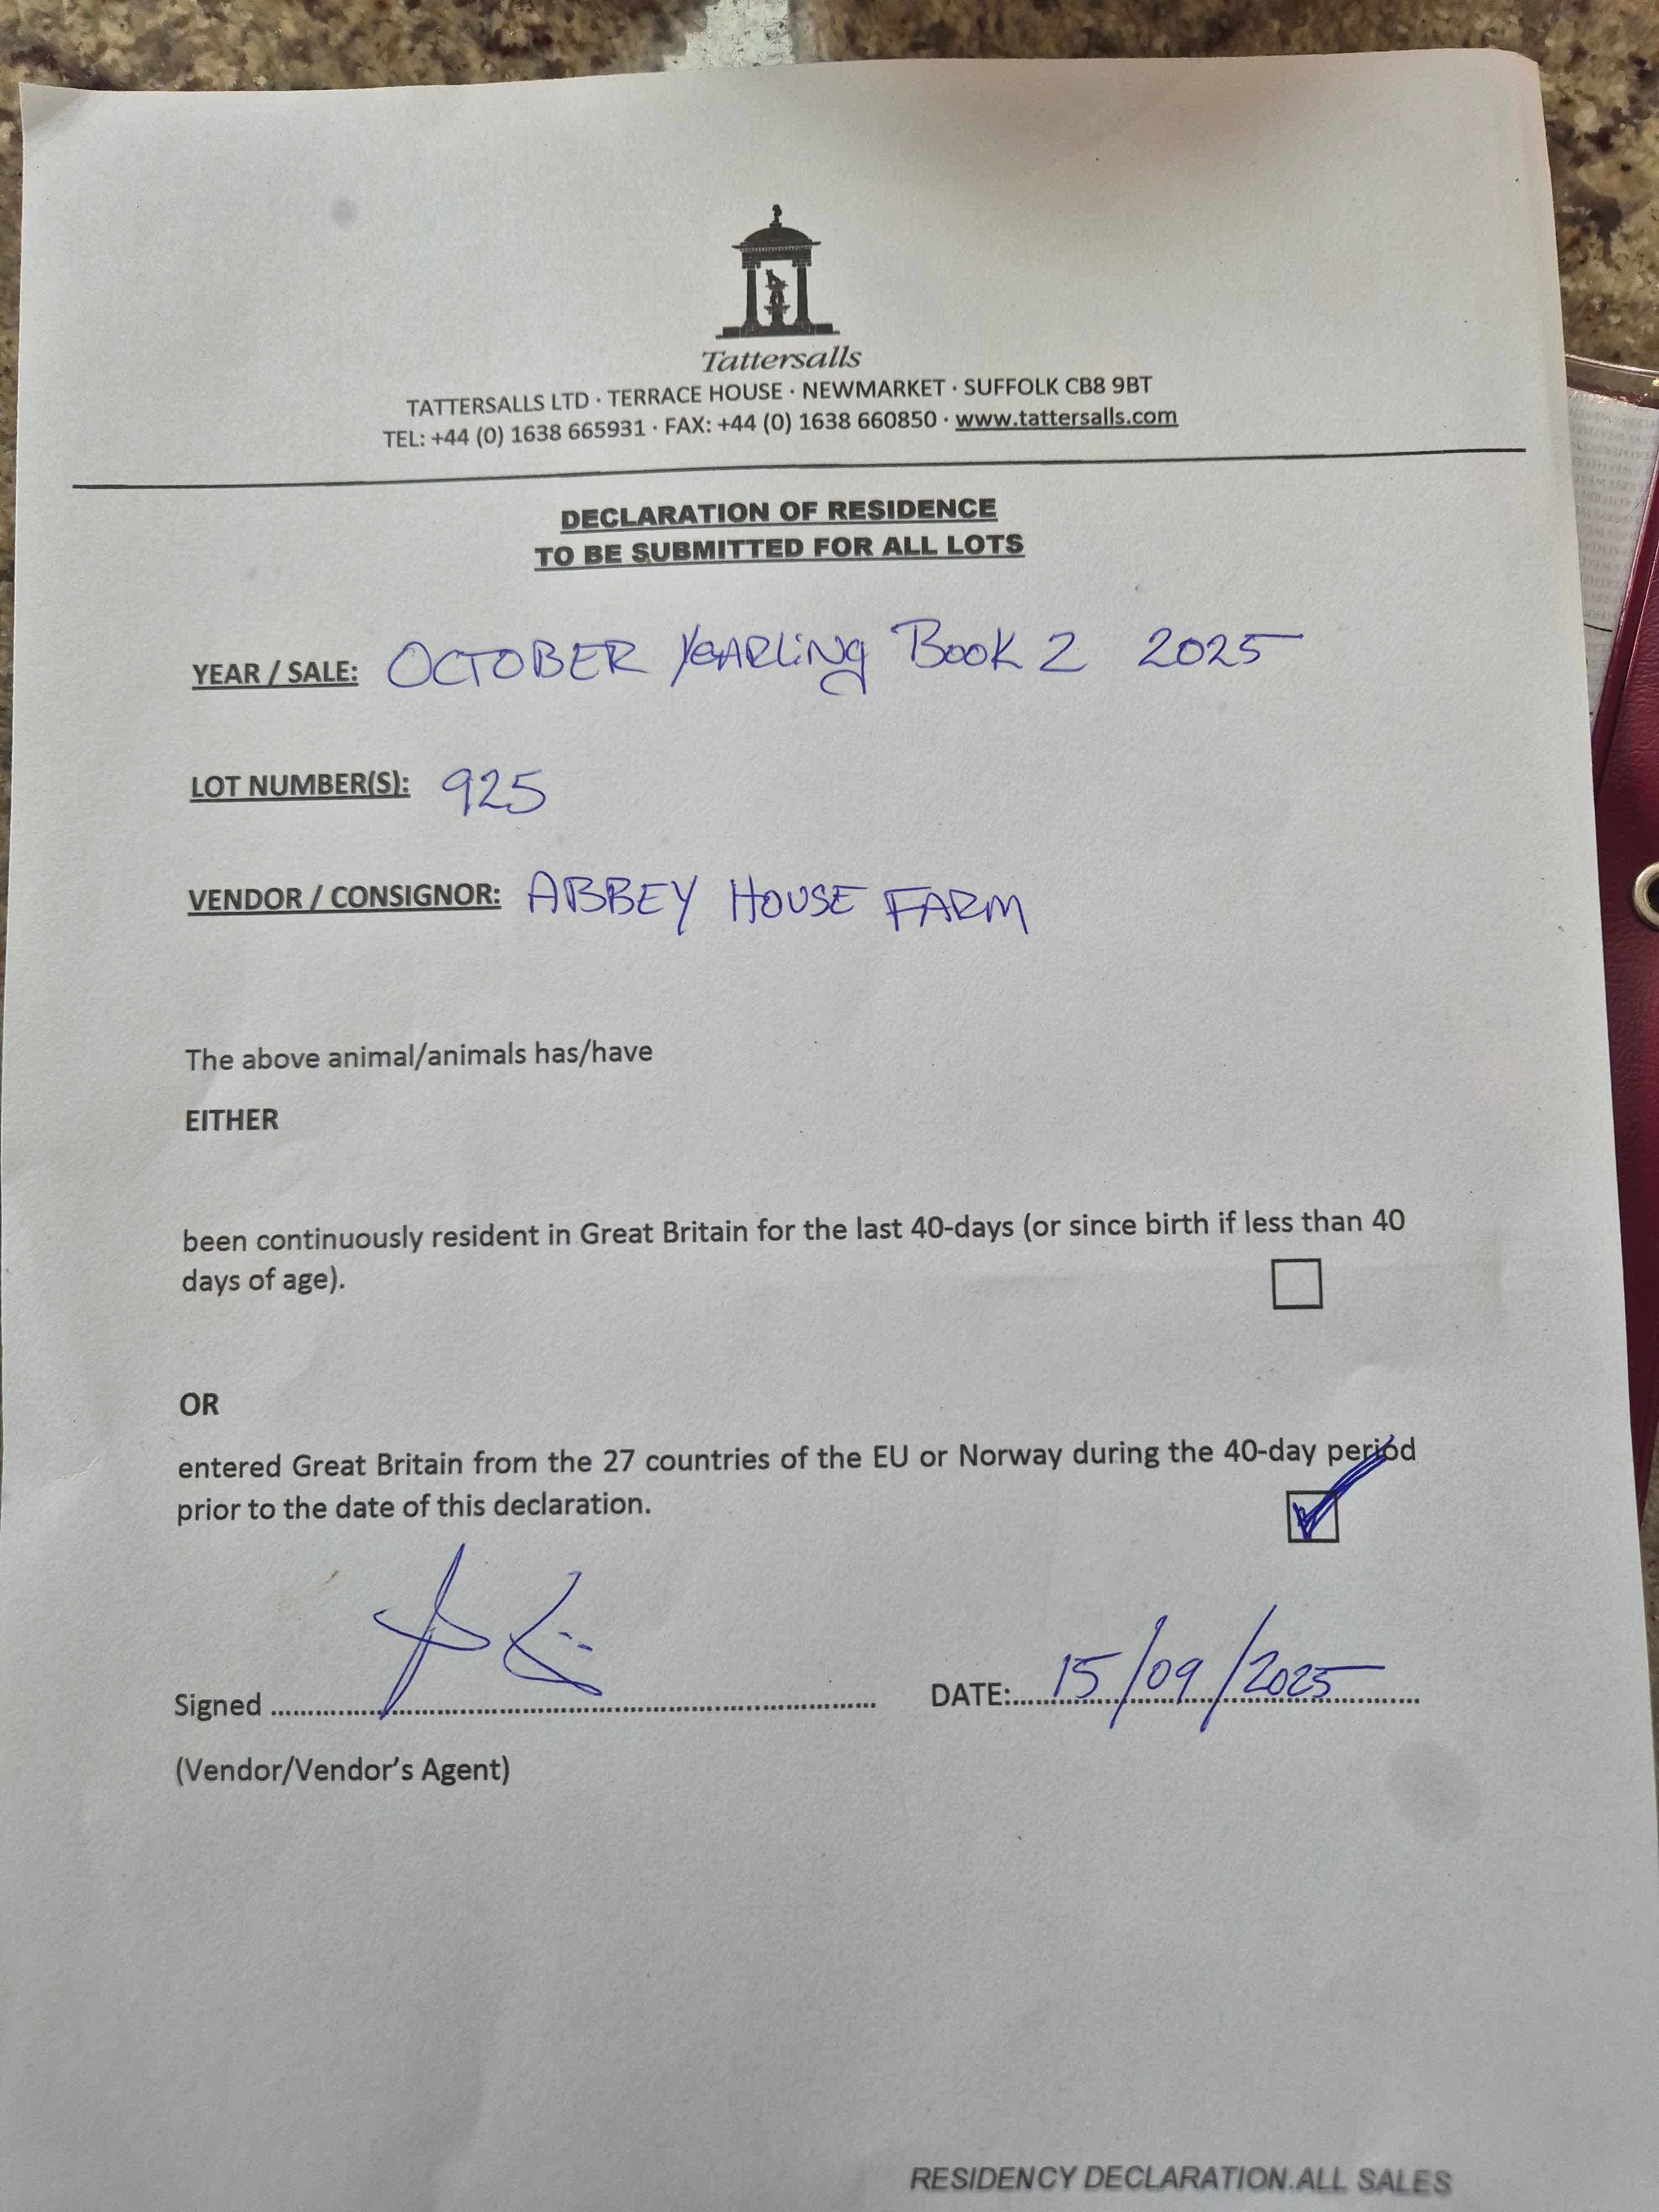 Tattersalls
TATTERSALLS LTD · TERRACE HOUSE · NEWMARKET · SUFFOLK CB8 9BT
TEL: +44 (0) 1638 665931 · FAX: +44 (0) 1638 660850 · www.tattersalls.com
DECLARATION OF RESIDENCE
TO BE SUBMITTED FOR ALL LOTS
YEAR / SALE: OCTOBER YEARLING BOOK 2 2025
LOT NUMBER(S): 925
VENDOR / CONSIGNOR: ABBEY HOUSE FARM
The above animal/animals has/have
EITHER
been continuously resident in Great Britain for the last 40-days (or since birth if less than 40
days of age).
OR
entered Great Britain from the 27 countries of the EU or Norway during the 40-day period
prior to the date of this declaration.
Signed DATE: 15/09/2025
(Vendor/Vendor's Agent)
RESIDENCY DECLARATION.ALL SALES